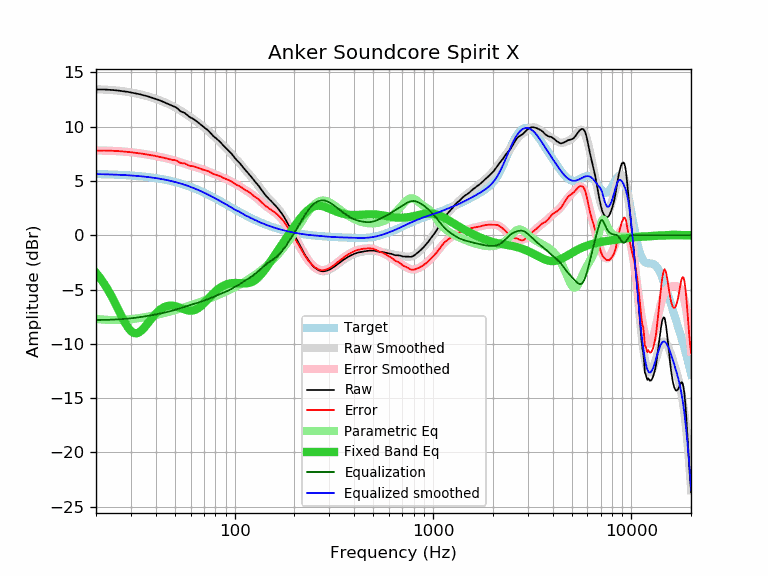 Anker Soundcore Spirit X
15
10
5
0
−5
−10
−15
−20
−25
Amplitude (dBr)
Target
Raw Smoothed
Error Smoothed
Raw
Error
Parametric Eq
Fixed Band Eq
Equalization
Equalized smoothed
100 1000 10000
Frequency (Hz)